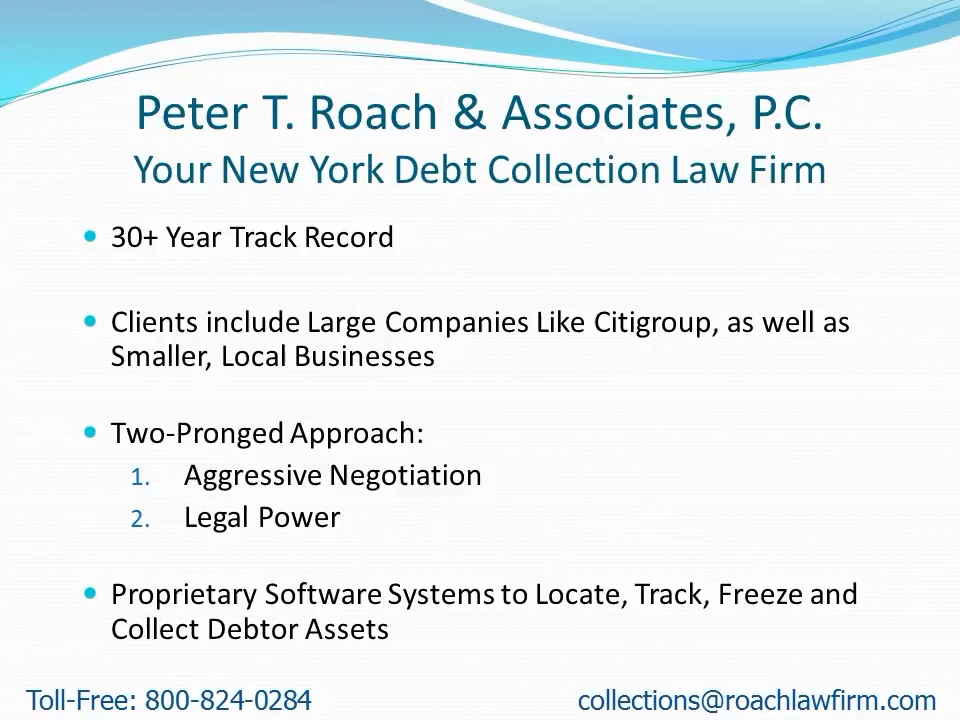 Peter T. Roach & Associates, P.C.
Your New York Debt Collection Law Firm
• 30+ Year Track Record
• Clients include Large Companies Like Citigroup, as well as
Smaller, Local Businesses
• Two-Pronged Approach:
1. Aggressive Negotiation
2. Legal Power
• Proprietary Software Systems to Locate, Track, Freeze and
Collect Debtor Assets
Toll-Free: 800-824-0284
collections@roachlawfirm.com